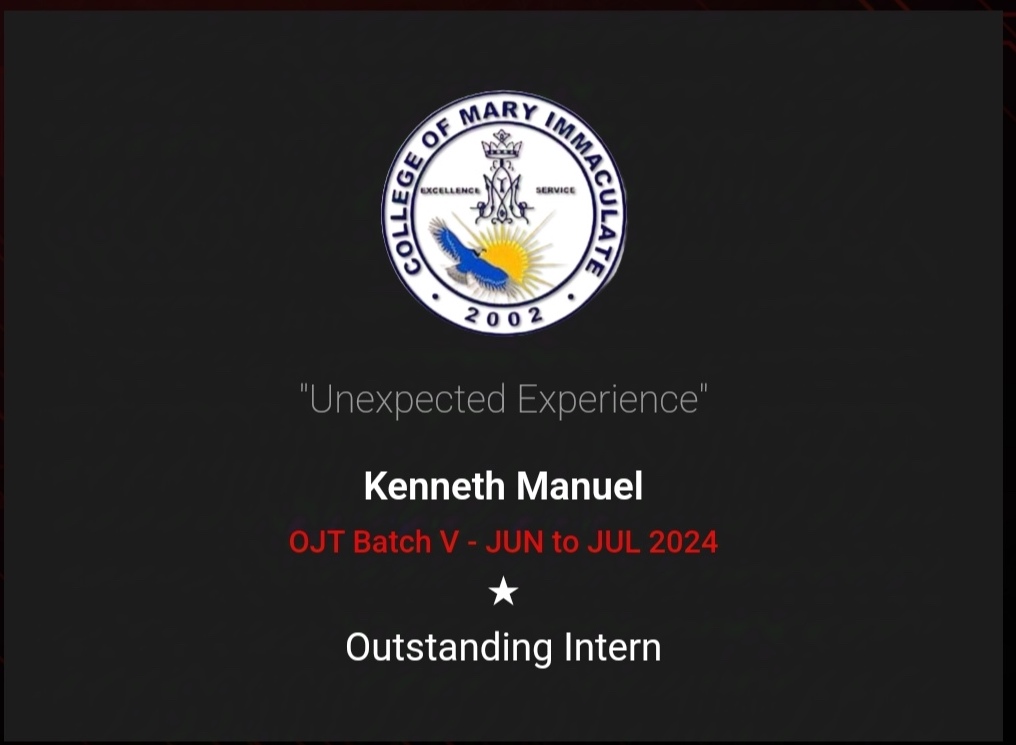 COLLEGE OF MARY IMMACULATE
EXCELLENCE SERVICE
2002
"Unexpected Experience"
Kenneth Manuel
OJT Batch V - JUN to JUL 2024
Outstanding Intern